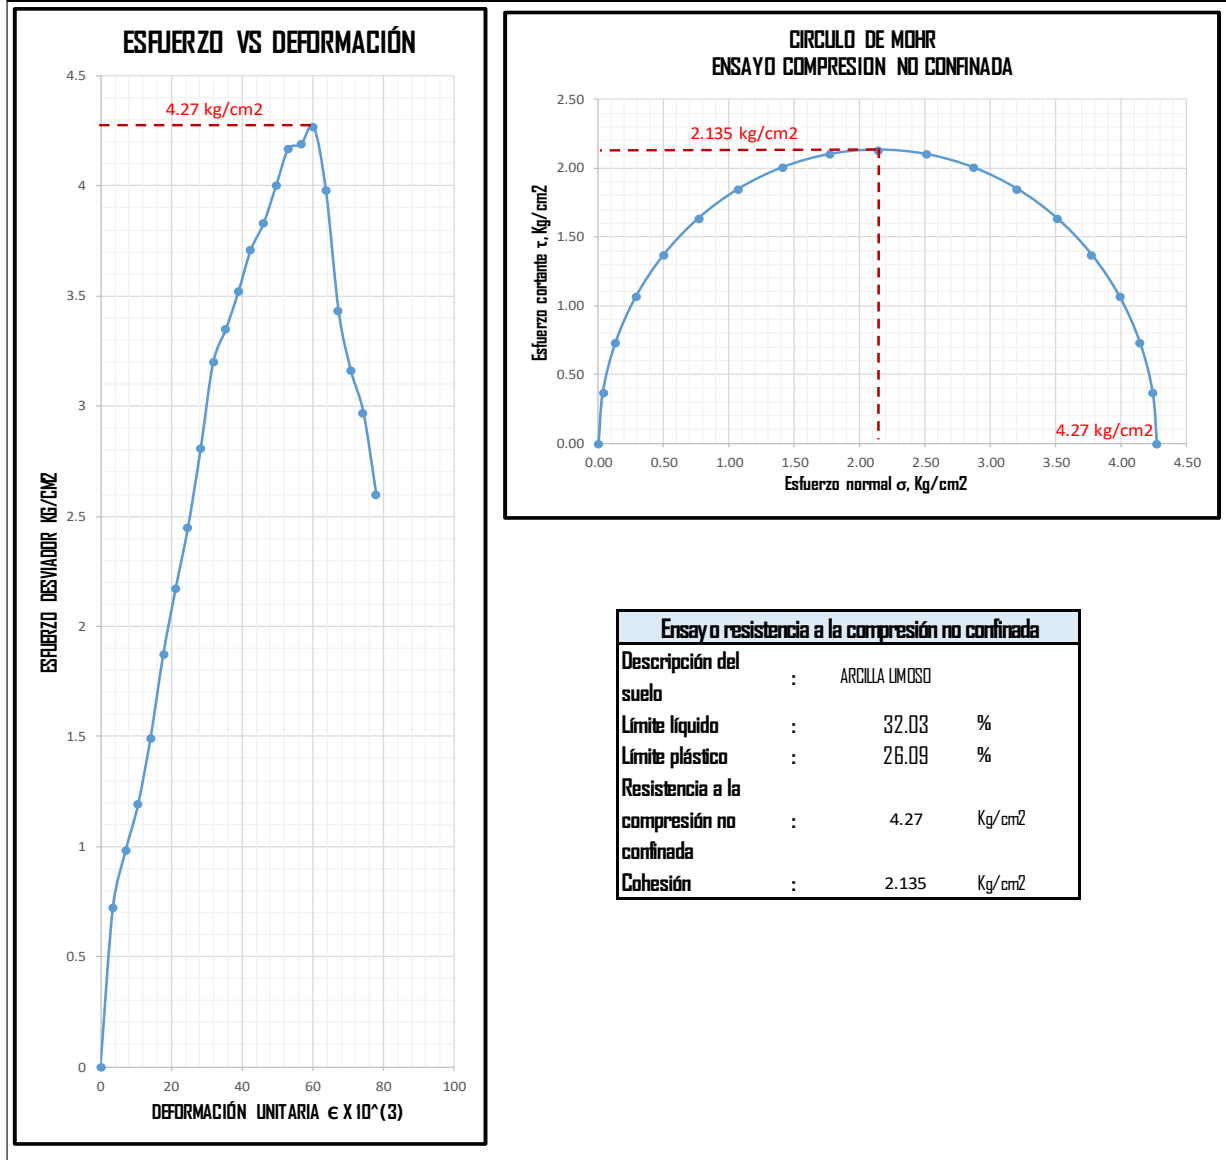 ESFUERZO VS DEFORMACIÓN
4.27 kg/cm2
4.5
4
3.5
3
2.5
2
1.5
1
0.5
0
ESFUERZO DESVIADOR KG/CM2
0 20 40 60 80 100
DEFORMACIÓN UNITARIA ϵ X 10^(3)
CIRCULO DE MOHR
ENSAYO COMPRESION NO CONFINADA
2.50
2.00
1.50
1.00
0.50
0.00
2.135 kg/cm2
Esfuerzo cortante τ, Kg/cm2
4.27 kg/cm2
0.00 0.50 1.00 1.50 2.00 2.50 3.00 3.50 4.00 4.50
Esfuerzo normal σ, Kg/cm2
Ensayo resistencia a la compresión no confinada
Descripción del
suelo : ARCILLA LIMOSO
Límite líquido : 32.03 %
Límite plástico : 26.09 %
Resistencia a la
compresión no : 4.27 Kg/cm2
confinada
Cohesión : 2.135 Kg/cm2